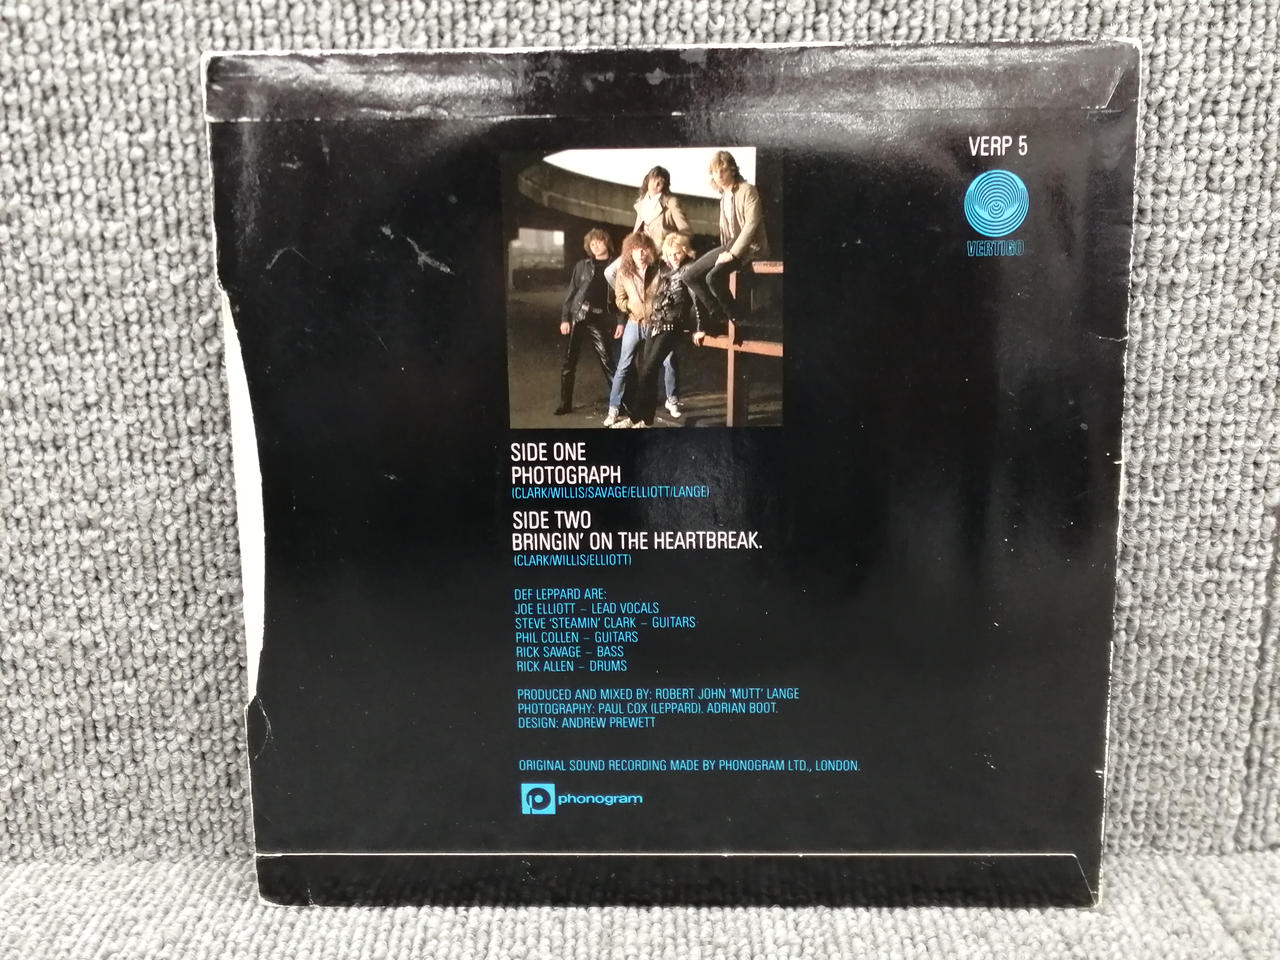 VERP 5
VERTIGO
SIDE ONE
PHOTOGRAPH
(CLARK/WILLIS/SAVAGE/ELLIOTT/LANGE)
SIDE TWO
BRINGIN' ON THE HEARTBREAK.
(CLARK/WILLIS/ELLIOTT)
DEF LEPPARD ARE:
JOE ELLIOTT – LEAD VOCALS
STEVE 'STEAMIN' CLARK – GUITARS
PHIL COLLEN – GUITARS
RICK SAVAGE – BASS
RICK ALLEN – DRUMS
PRODUCED AND MIXED BY: ROBERT JOHN 'MUTT' LANGE
PHOTOGRAPHY: PAUL COX (LEPPARD). ADRIAN BOOT.
DESIGN: ANDREW PREWETT
ORIGINAL SOUND RECORDING MADE BY PHONOGRAM LTD., LONDON.
phonogram